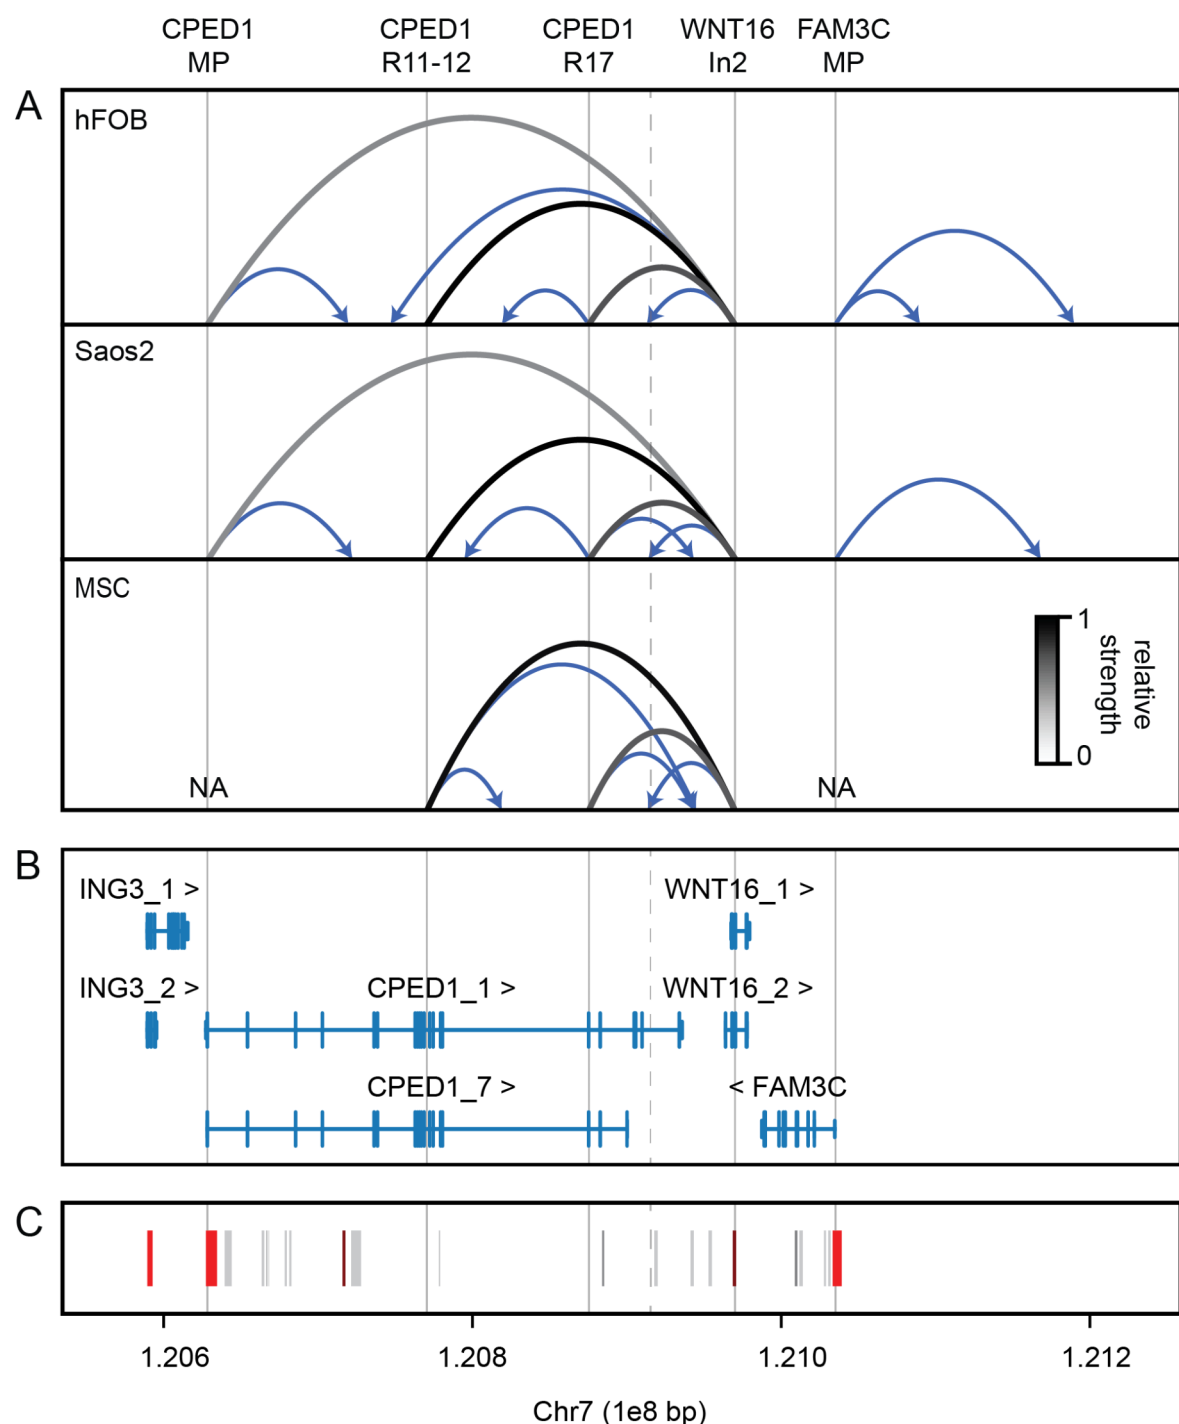 CPED1 MP
CPED1 R11-12
CPED1 R17
WNT16 In2
FAM3C MP
A
hFOB
Saos2
MSC
NA
NA
1
0
relative strength
B
ING3_1 >
WNT16_1 >
ING3_2 >
CPED1_1 >
WNT16_2 >
CPED1_7 >
< FAM3C
C
1.206
1.208
1.210
1.212
Chr7 (1e8 bp)